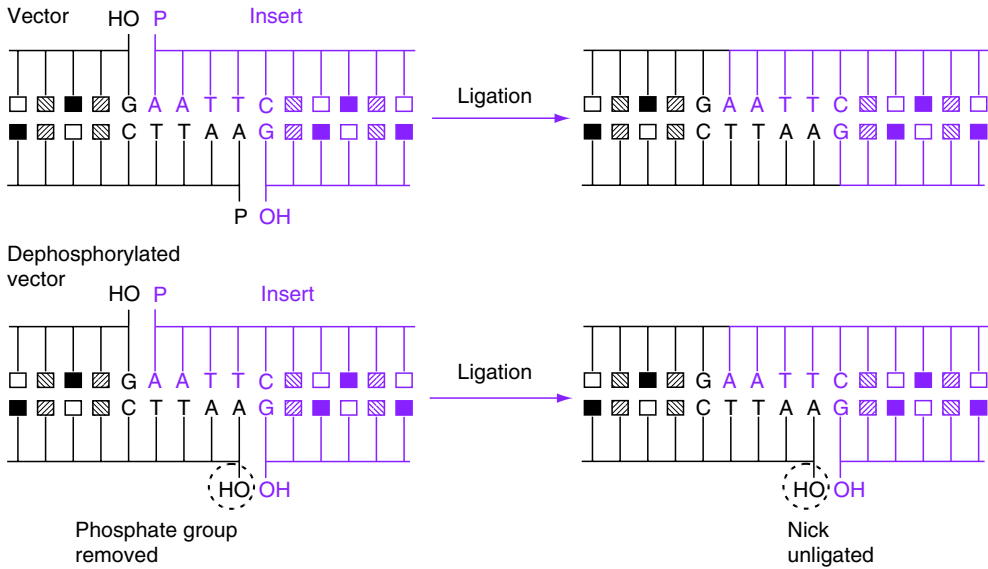 Vector HO P Insert
G A A T T C
C T T A A G
P OH
Ligation
G A A T T C
C T T A A G
Dephosphorylated
vector
HO P Insert
G A A T T C
C T T A A G
HO OH
Phosphate group
removed
Ligation
G A A T T C
C T T A A G
HO OH
Nick
unligated